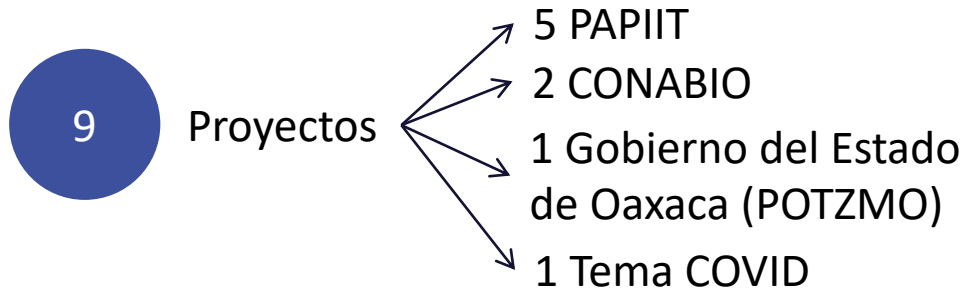 9
Proyectos
5 PAPIIT
2 CONABIO
1 Gobierno del Estado
de Oaxaca (POTZMO)
1 Tema COVID